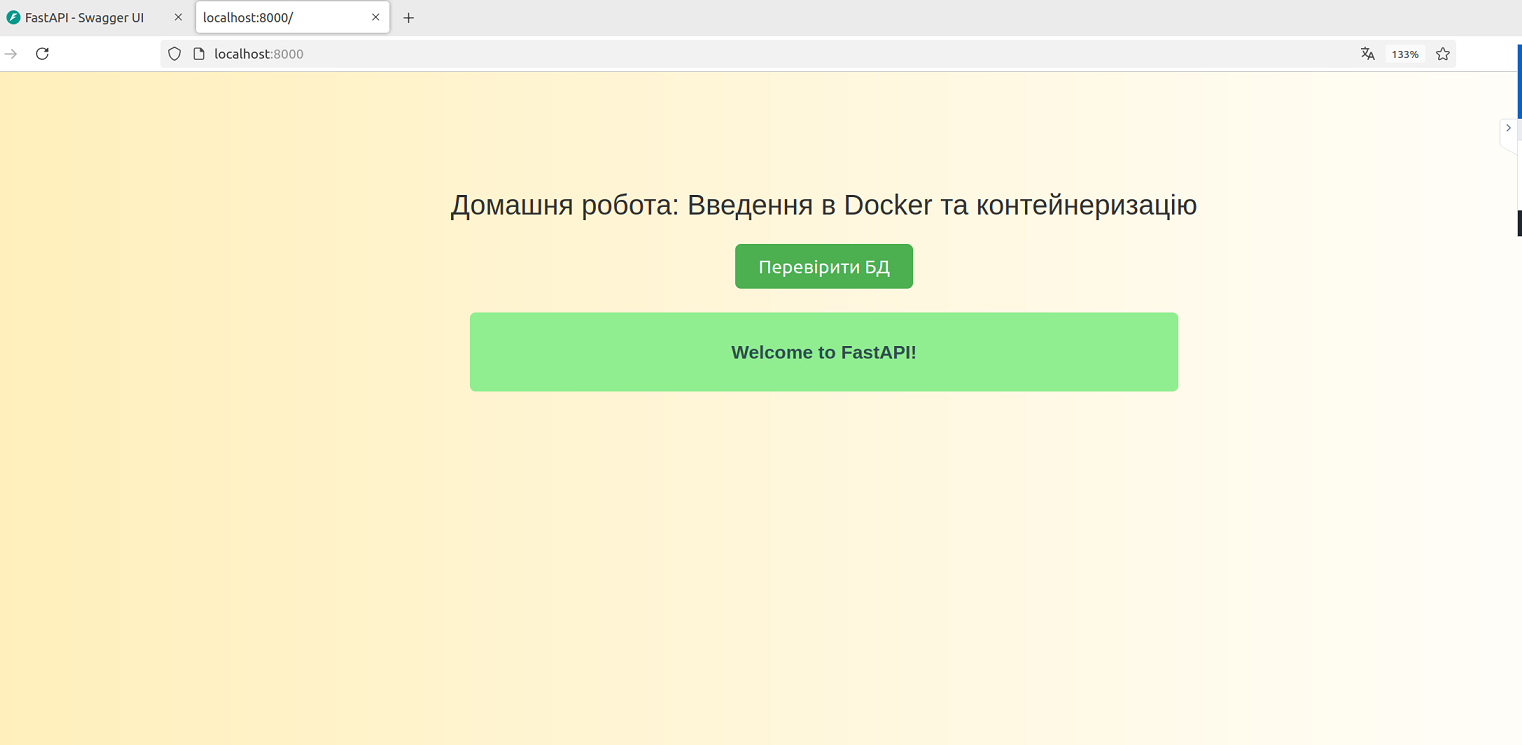 FastAPI - Swagger UI
localhost:8000/
localhost:8000
133%
Домашня робота: Введення в Docker та контейнеризацію
Перевірити БД
Welcome to FastAPI!